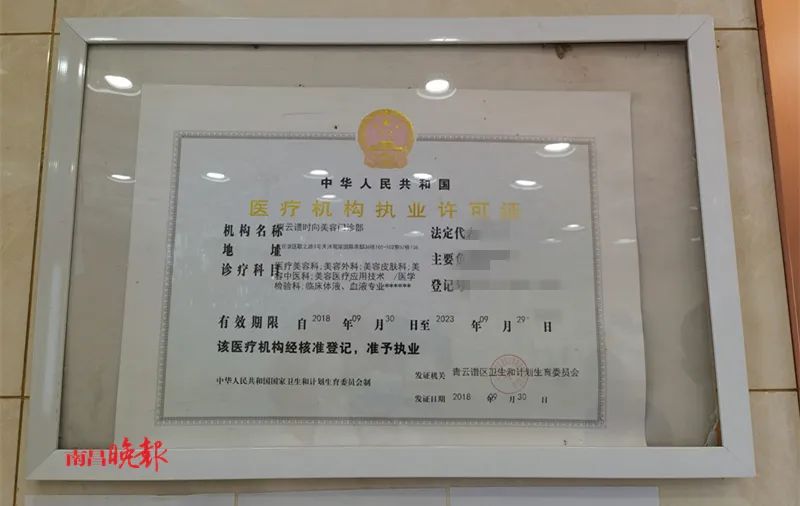 中华人民共和国
医疗机构执业许可证
机构名称 青云谱时向美容门诊部
法定代
地址
主要负
诊疗科目 医疗美容科;美容外科;美容皮肤科;美
容中医科;美容医疗应用技术 /医学
检验科;临床体液、血液专业******
登记号
有效期限 自 2018 年 09 月 30 日至 2023 年 09 月 29 日
该医疗机构经核准登记，准予执业
中华人民共和国国家卫生和计划生育委员会制
发证机关 青云谱区卫生和计划生育委员会
发证日期 2018 年 09 月 30 日
南昌晚報